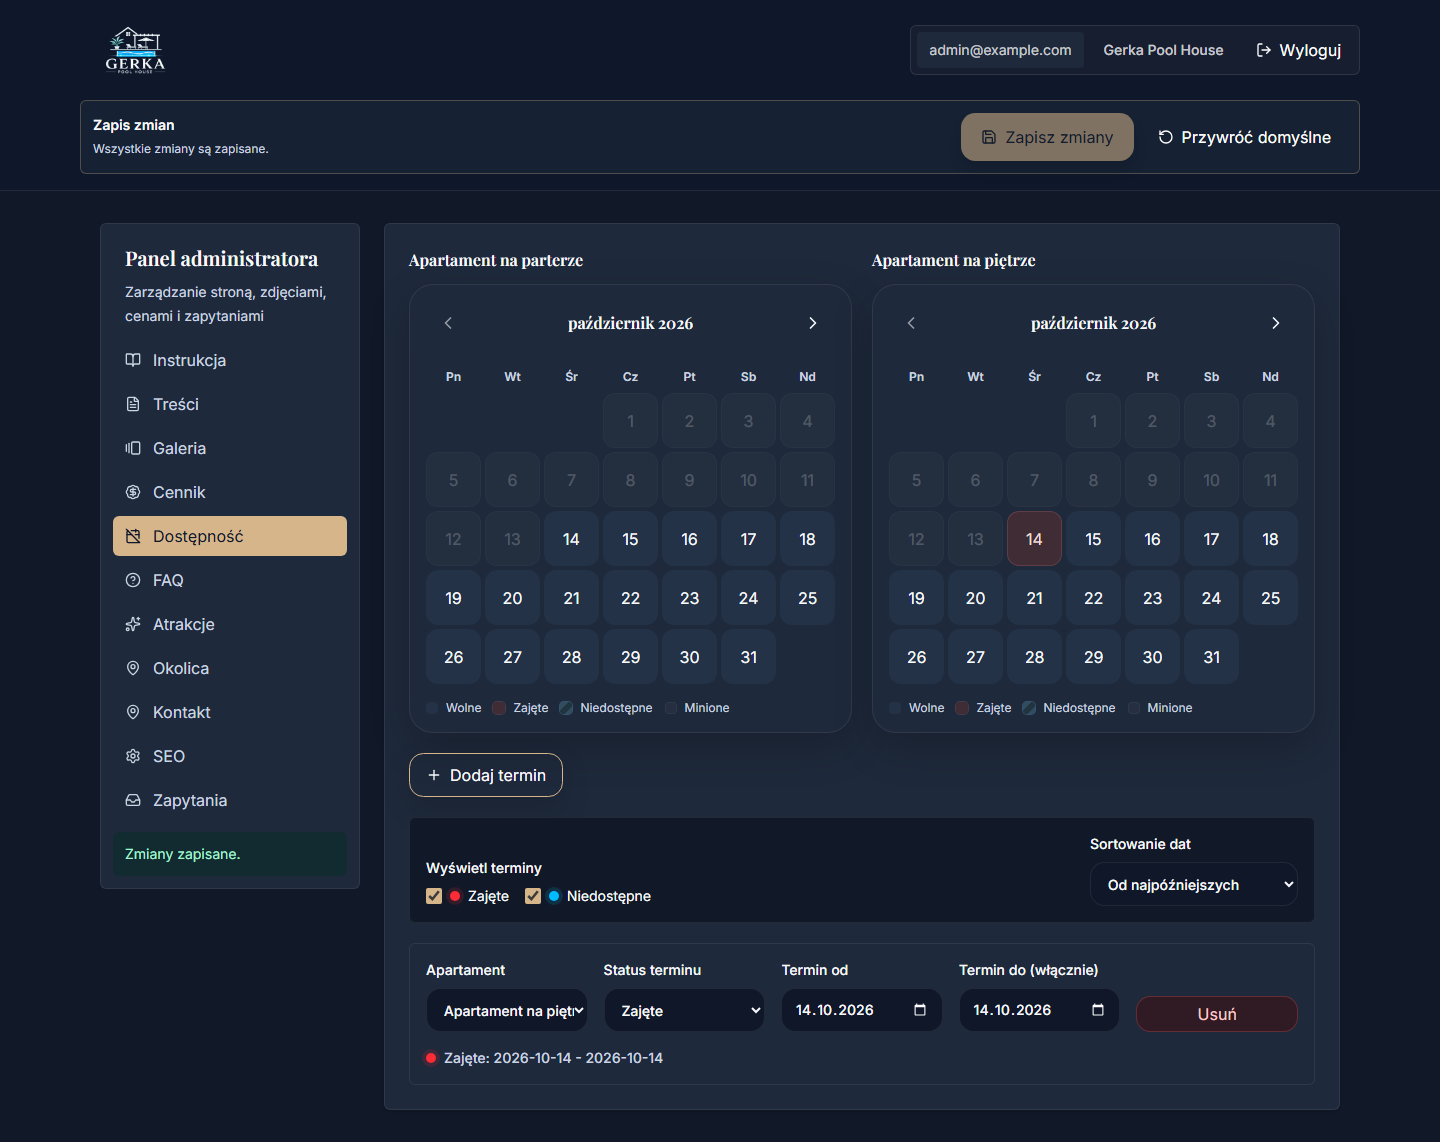 GERKA
POOL HOUSE
admin@example.com
Gerka Pool House
Wyloguj
Zapis zmian
Wszystkie zmiany są zapisane.
Zapisz zmiany
Przywróć domyślne
Panel administratora
Zarządzanie stroną, zdjęciami,
cenami i zapytaniami
Instrukcja
Treści
Galeria
Cennik
Dostępność
FAQ
Atrakcje
Okolica
Kontakt
SEO
Zapytania
Zmiany zapisane.
Apartament na parterze
październik 2026
Pn Wt Śr Cz Pt Sb Nd
1 2 3 4
5 6 7 8 9 10 11
12 13 14 15 16 17 18
19 20 21 22 23 24 25
26 27 28 29 30 31
Wolne Zajęte Niedostępne Minione
Apartament na piętrze
październik 2026
Pn Wt Śr Cz Pt Sb Nd
1 2 3 4
5 6 7 8 9 10 11
12 13 14 15 16 17 18
19 20 21 22 23 24 25
26 27 28 29 30 31
Wolne Zajęte Niedostępne Minione
Dodaj termin
Wyświetl terminy
Zajęte Niedostępne
Sortowanie dat
Od najpóźniejszych
Apartament
Apartament na pięt
Status terminu
Zajęte
Termin od
14.10.2026
Termin do (włącznie)
14.10.2026
Usuń
Zajęte: 2026-10-14 - 2026-10-14